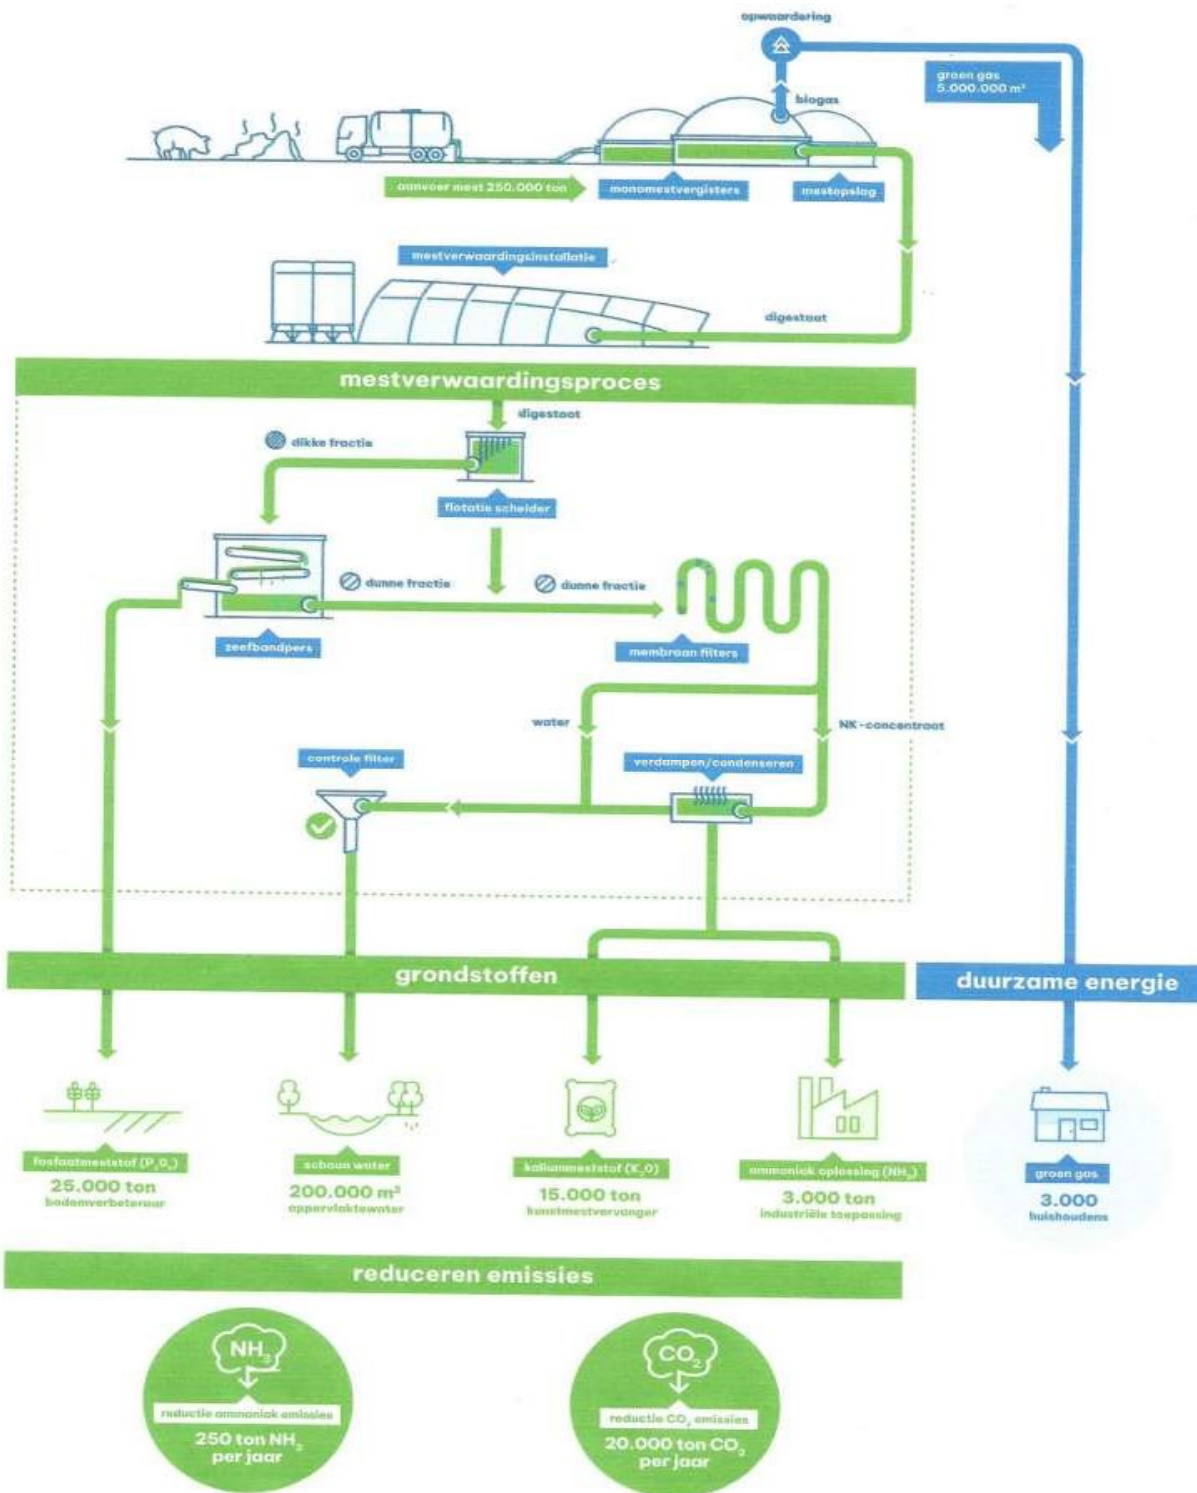 opwaardering
groen gas
5.000.000 m³
biogas
aanvoer mest 250.000 ton
monomestvergisters
mestopslag
mestverwaardingsinstallatie
digestaat
mestverwaardingsproces
digestaat
dikke fractie
flotatie scheider
dunne fractie
dunne fractie
zeefbandpers
membraan filters
water
NK-concentraat
controle filter
verdampen/condenseren
grondstoffen
duurzame energie
fosfaatmeststof (P₂O₅)
25.000 ton
bodemverbeteraar
schoon water
200.000 m³
oppervlaktewater
kaliummeststof (K₂O)
15.000 ton
kunstmestvervanger
ammoniak oplossing (NH₃)
3.000 ton
industriële toepassing
groen gas
3.000
huishoudens
reduceren emissies
NH₃
reductie ammoniak emissies
250 ton NH₃
per jaar
CO₂
reductie CO₂ emissies
20.000 ton CO₂
per jaar